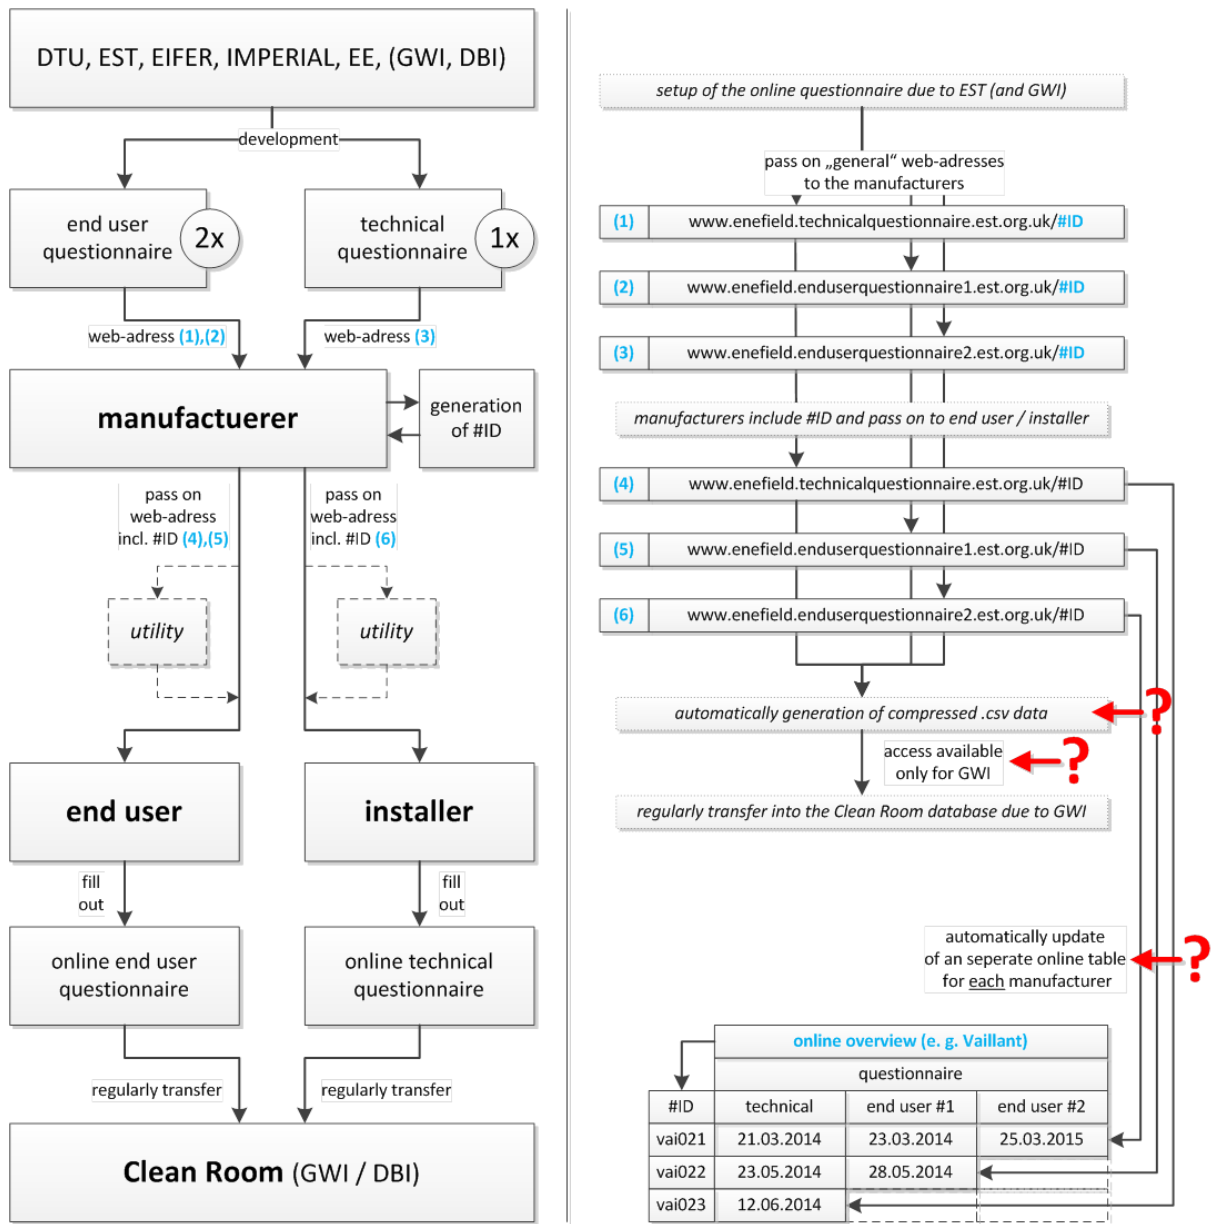 DTU, EST, EIFER, IMPERIAL, EE, (GWI, DBI)
development
end user
questionnaire
2x
technical
questionnaire
1x
web-adress (1),(2)
web-adress (3)
manufactuerer
generation
of #ID
pass on
web-adress
incl. #ID (4),(5)
pass on
web-adress
incl. #ID (6)
utility
utility
end user
installer
fill
out
fill
out
online end user
questionnaire
online technical
questionnaire
regularly transfer
regularly transfer
Clean Room (GWI / DBI)
setup of the online questionnaire due to EST (and GWI)
pass on „general“ web-adresses
to the manufacturers
(1) www.enefield.technicalquestionnaire.est.org.uk/#ID
(2) www.enefield.enduserquestionnaire1.est.org.uk/#ID
(3) www.enefield.enduserquestionnaire2.est.org.uk/#ID
manufacturers include #ID and pass on to end user / installer
(4) www.enefield.technicalquestionnaire.est.org.uk/#ID
(5) www.enefield.enduserquestionnaire1.est.org.uk/#ID
(6) www.enefield.enduserquestionnaire2.est.org.uk/#ID
automatically generation of compressed .csv data
?
access available
only for GWI
?
regularly transfer into the Clean Room database due to GWI
automatically update
of an seperate online table
for each manufacturer
?
online overview (e. g. Vaillant)
questionnaire
#ID technical end user #1 end user #2
vai021 21.03.2014 23.03.2014 25.03.2015
vai022 23.05.2014 28.05.2014
vai023 12.06.2014